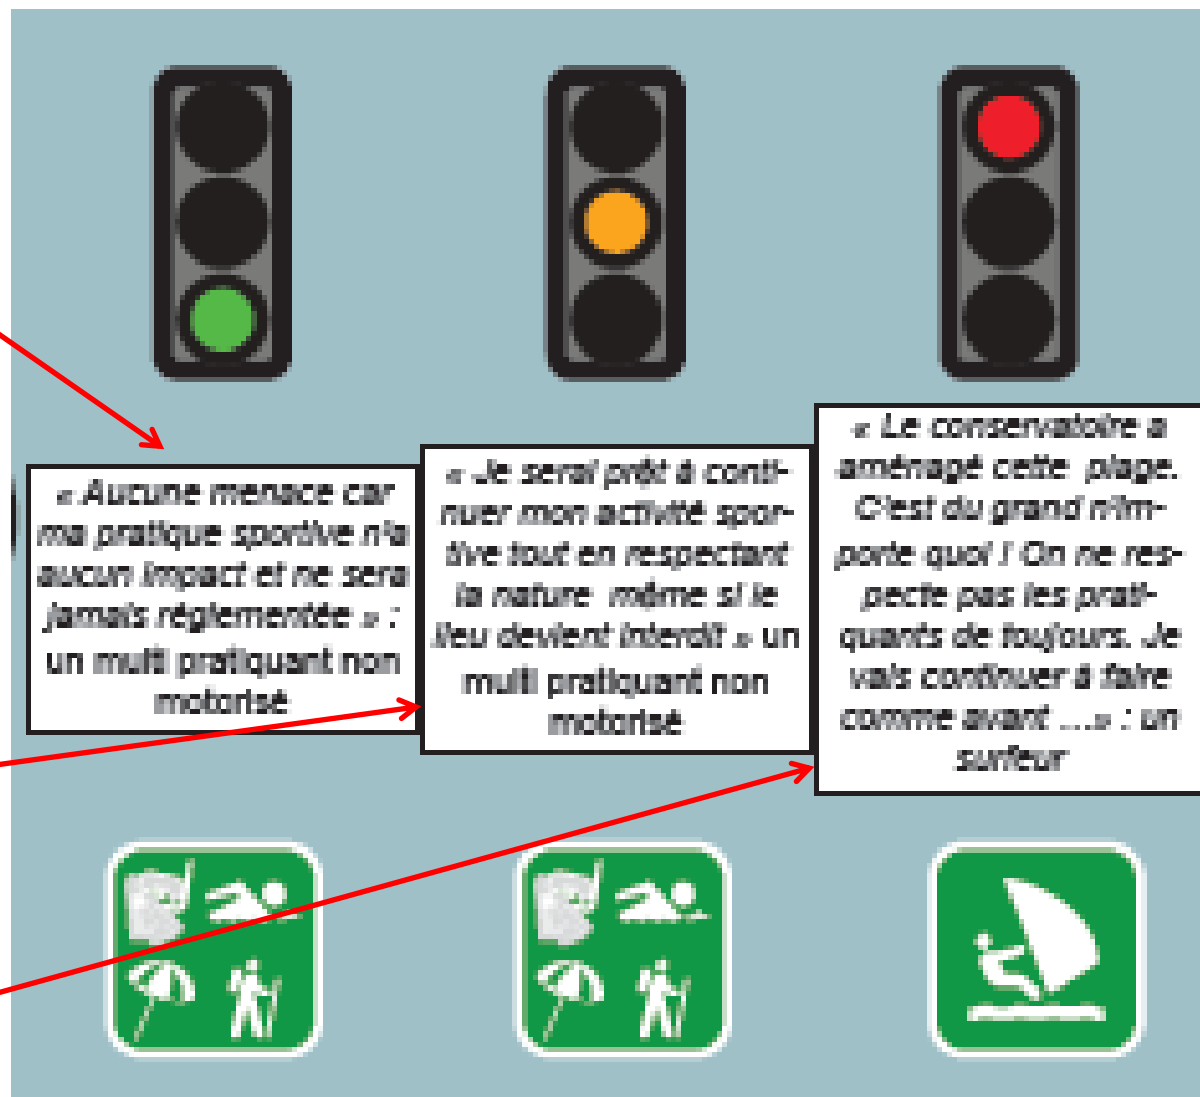 « Aucune menace car
ma pratique sportive n'a
aucun impact et ne sera
jamais réglementée » :
un multi pratiquant non
motorisé
« Je serai prêt à conti-
nuer mon activité spor-
tive tout en respectant
la nature même si le
lieu devient interdit » un
multi pratiquant non
motorisé
« Le conservatoire a
aménagé cette plage.
C'est du grand n'im-
porte quoi ! On ne res-
pecte pas les prati-
quants de toujours. Je
vais continuer à faire
comme avant ...» : un
surfeur